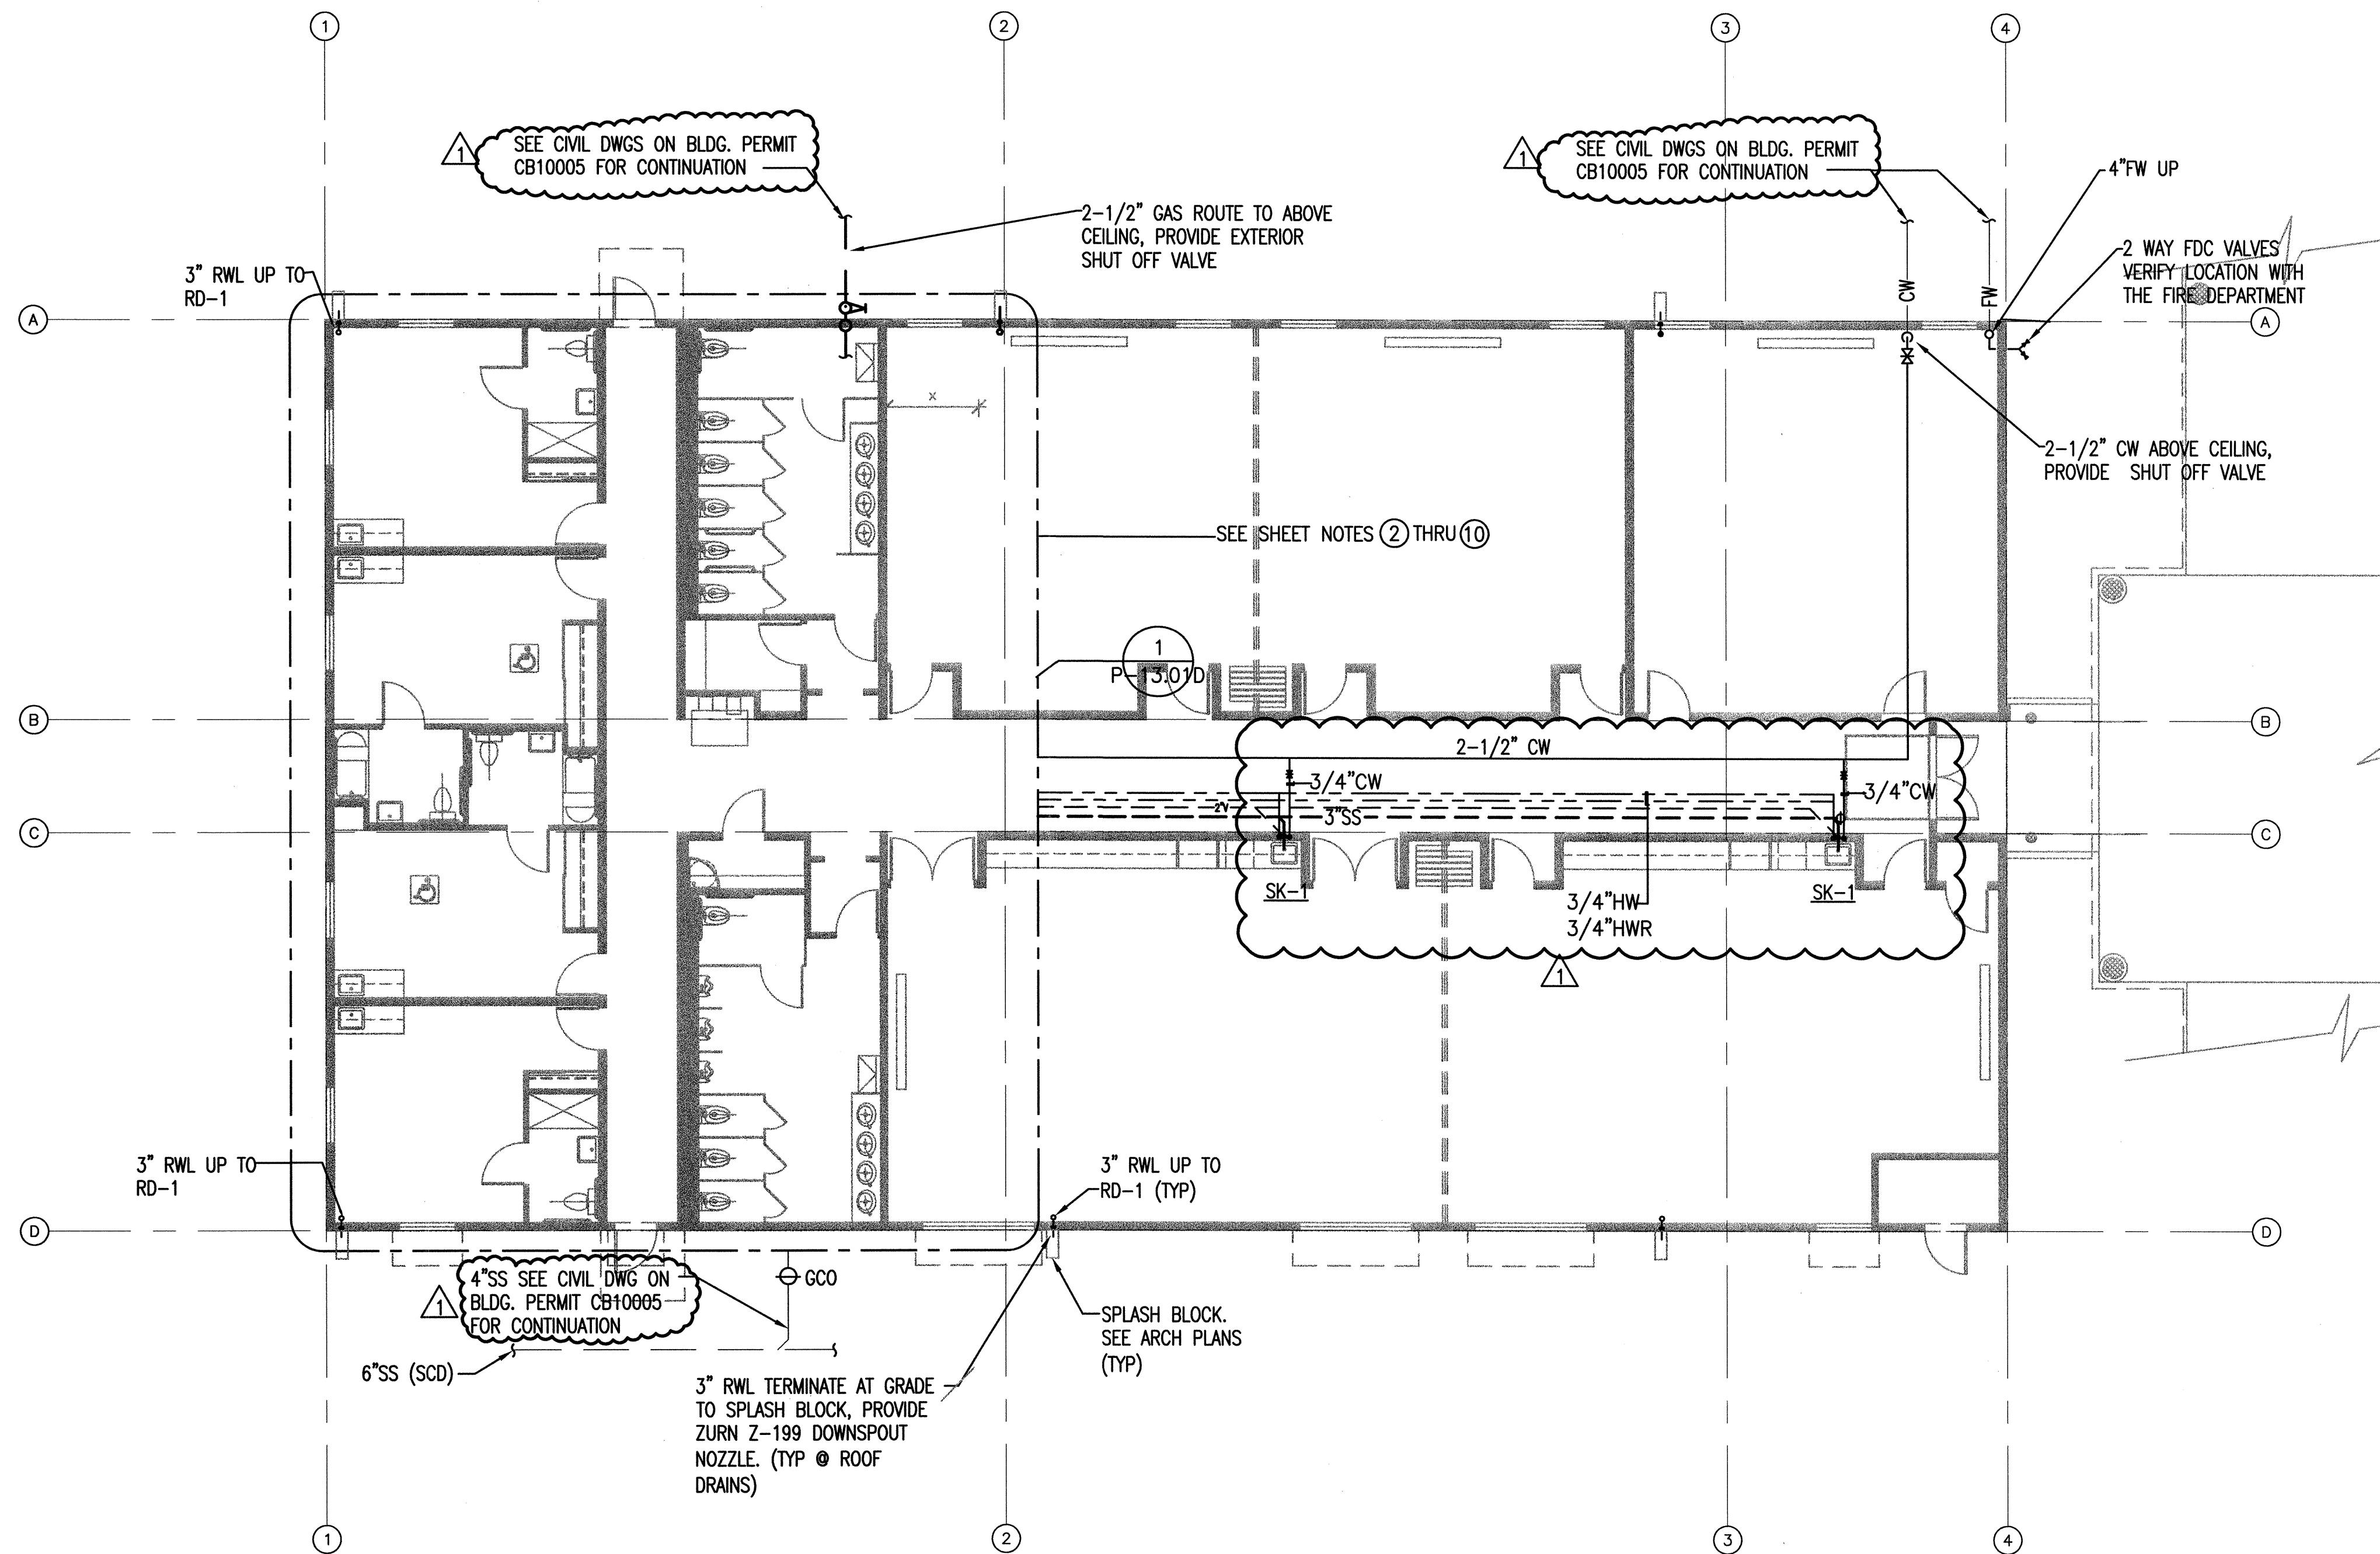 1
2
3
4
SEE CIVIL DWGS ON BLDG. PERMIT
CB10005 FOR CONTINUATION
1
SEE CIVIL DWGS ON BLDG. PERMIT
CB10005 FOR CONTINUATION
1
4"FW UP
2-1/2" GAS ROUTE TO ABOVE
CEILING, PROVIDE EXTERIOR
SHUT OFF VALVE
2 WAY FDC VALVES
VERIFY LOCATION WITH
THE FIRE DEPARTMENT
3" RWL UP TO
RD-1
CW
FW
A
A
X
2-1/2" CW ABOVE CEILING,
PROVIDE SHUT OFF VALVE
SEE SHEET NOTES 2 THRU 10
1
P-13.01D
B
B
2-1/2" CW
3/4"CW
3/4"CW
2"V
3"SS
C
C
SK-1
SK-1
3/4"HW
3/4"HWR
1
3" RWL UP TO
RD-1
3" RWL UP TO
RD-1 (TYP)
D
D
4"SS SEE CIVIL DWG ON
BLDG. PERMIT CB10005
FOR CONTINUATION
1
GCO
SPLASH BLOCK.
SEE ARCH PLANS
(TYP)
6"SS (SCD)
3" RWL TERMINATE AT GRADE
TO SPLASH BLOCK, PROVIDE
ZURN Z-199 DOWNSPOUT
NOZZLE. (TYP @ ROOF
DRAINS)
1
2
3
4